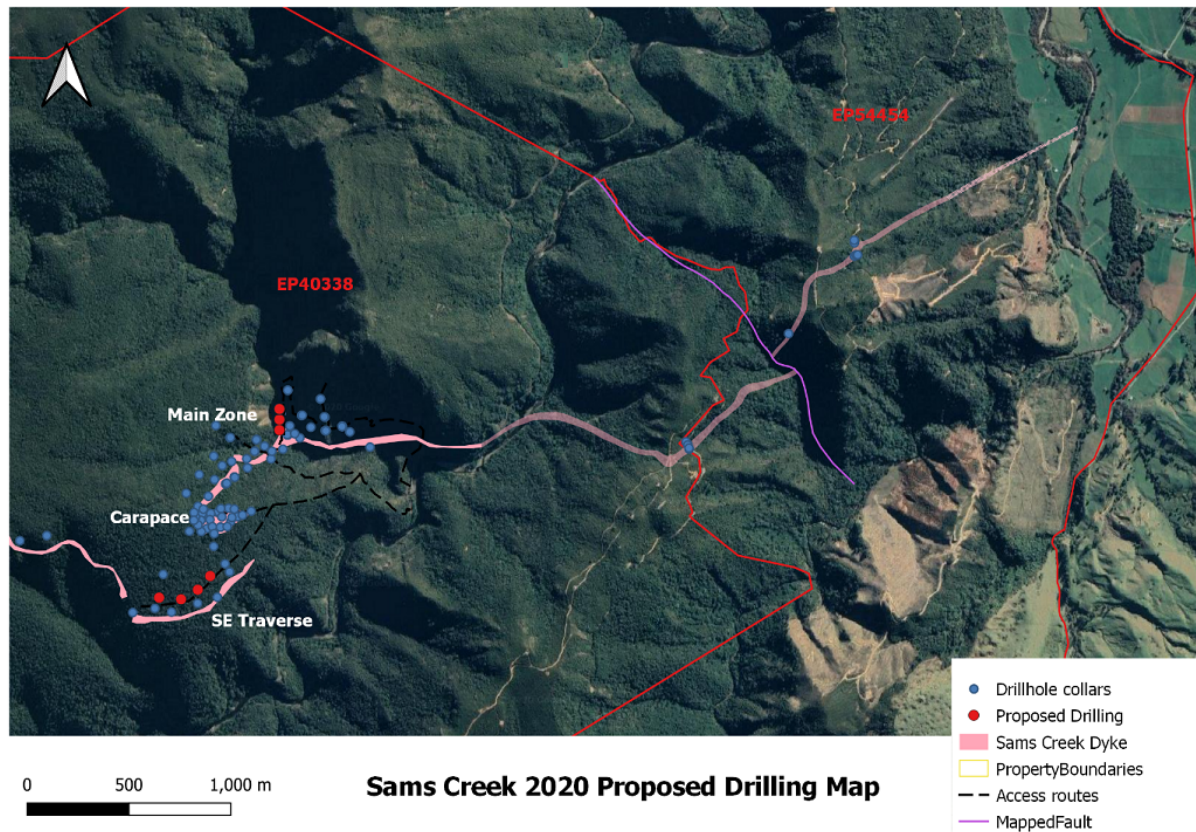 EP54454
EP40338
Main Zone
Carapace
SE Traverse
Drillhole collars
Proposed Drilling
Sams Creek Dyke
PropertyBoundaries
Access routes
MappedFault
0 500 1,000 m
Sams Creek 2020 Proposed Drilling Map